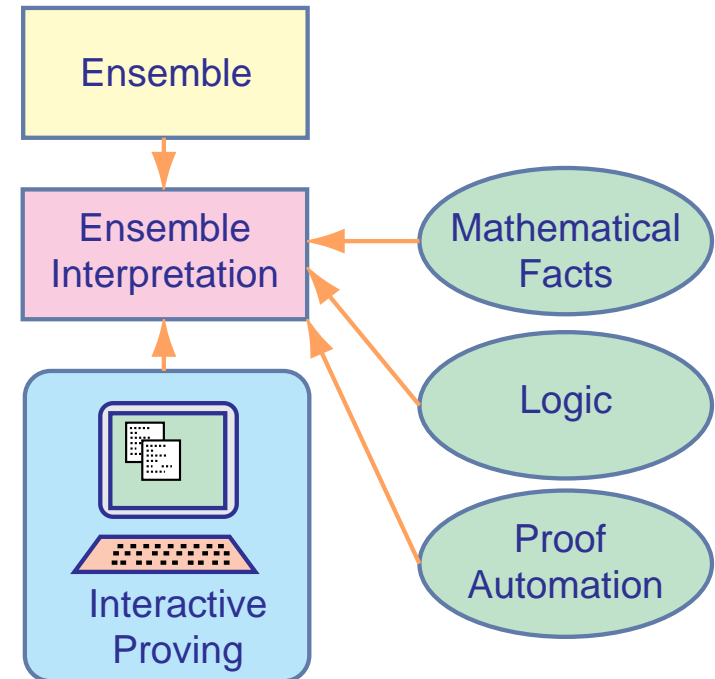 Ensemble
Ensemble
Interpretation
Mathematical
Facts
Logic
Proof
Automation
Interactive
Proving